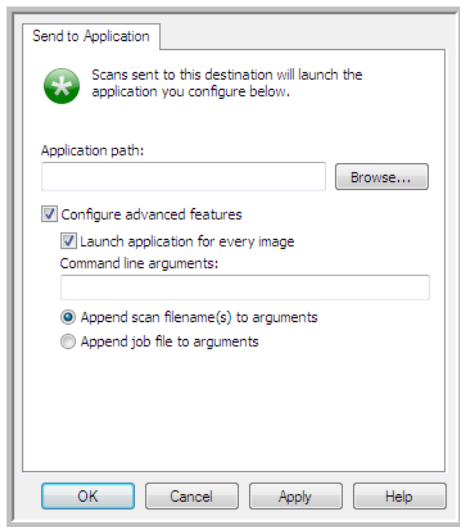 Send to Application
Scans sent to this destination will launch the
application you configure below.
Application path:
Browse...
Configure advanced features
Launch application for every image
Command line arguments:
Append scan filename(s) to arguments
Append job file to arguments
OK Cancel Apply Help